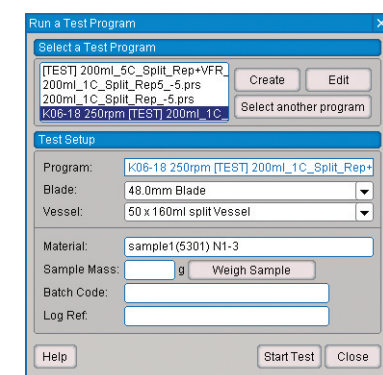 Run a Test Program
Select a Test Program
[TEST] 200ml_5C_Split_Rep+VFR_
200ml_1C_Split_Rep5_-5.prs
200ml_1C_Split_Rep_-5.prs
K06-18 250rpm [TEST] 200ml_1C_
Create Edit
Select another program
Test Setup
Program: K06-18 250rpm [TEST] 200ml_1C_Split_Rep+
Blade: 48.0mm Blade
Vessel: 50 x 160ml split Vessel
Material: sample1(5301) N1-3
Sample Mass: g Weigh Sample
Batch Code:
Log Ref:
Help Start Test Close